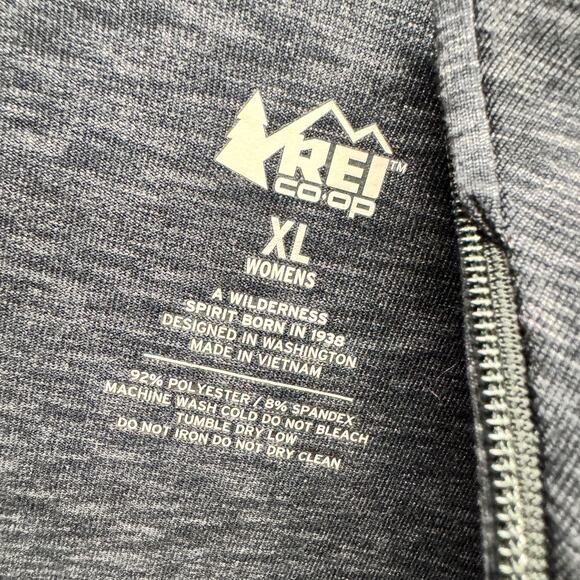 REI™
CO·OP
XL
WOMENS
A WILDERNESS
SPIRIT BORN IN 1938
DESIGNED IN WASHINGTON
MADE IN VIETNAM
92% POLYESTER / 8% SPANDEX
MACHINE WASH COLD DO NOT BLEACH
TUMBLE DRY LOW
DO NOT IRON DO NOT DRY CLEAN